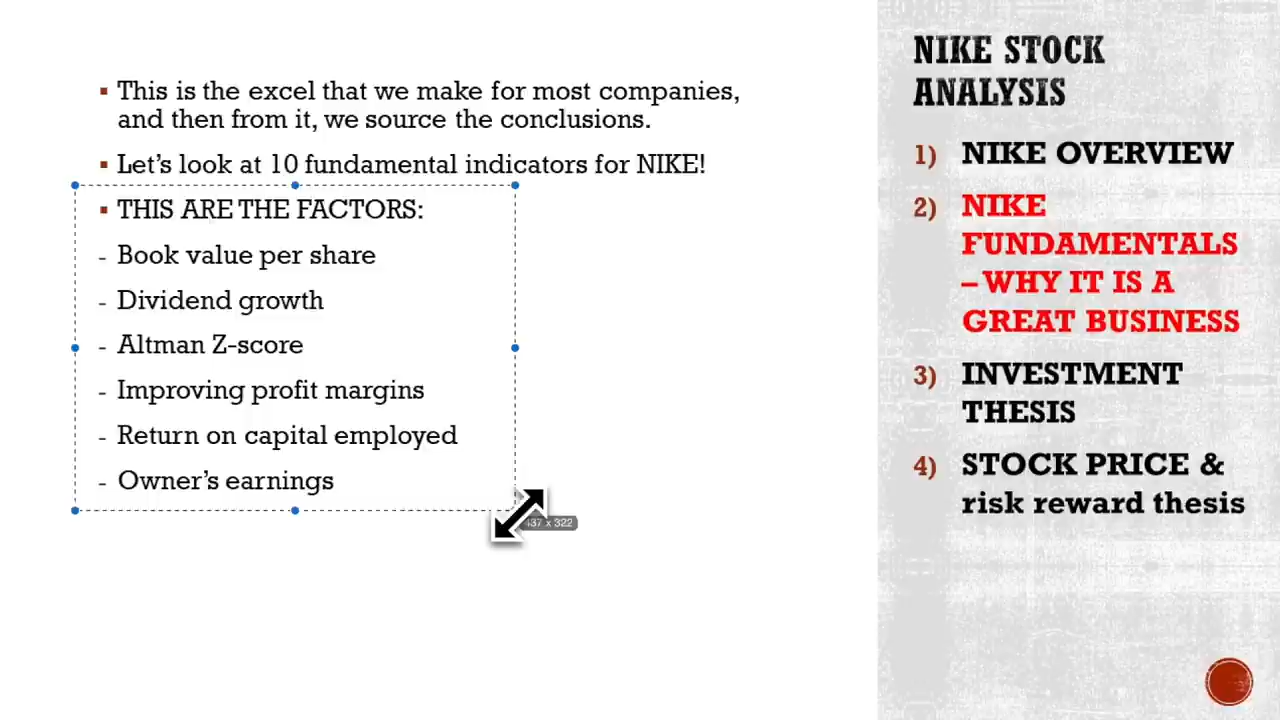 This is the excel that we make for most companies,
and then from it, we source the conclusions.
Let's look at 10 fundamental indicators for NIKE!
THIS ARE THE FACTORS:
- Book value per share
- Dividend growth
- Altman Z-score
- Improving profit margins
- Return on capital employed
- Owner's earnings
437 x 322
NIKE STOCK
ANALYSIS
1) NIKE OVERVIEW
2) NIKE
FUNDAMENTALS
– WHY IT IS A
GREAT BUSINESS
3) INVESTMENT
THESIS
4) STOCK PRICE &
risk reward thesis